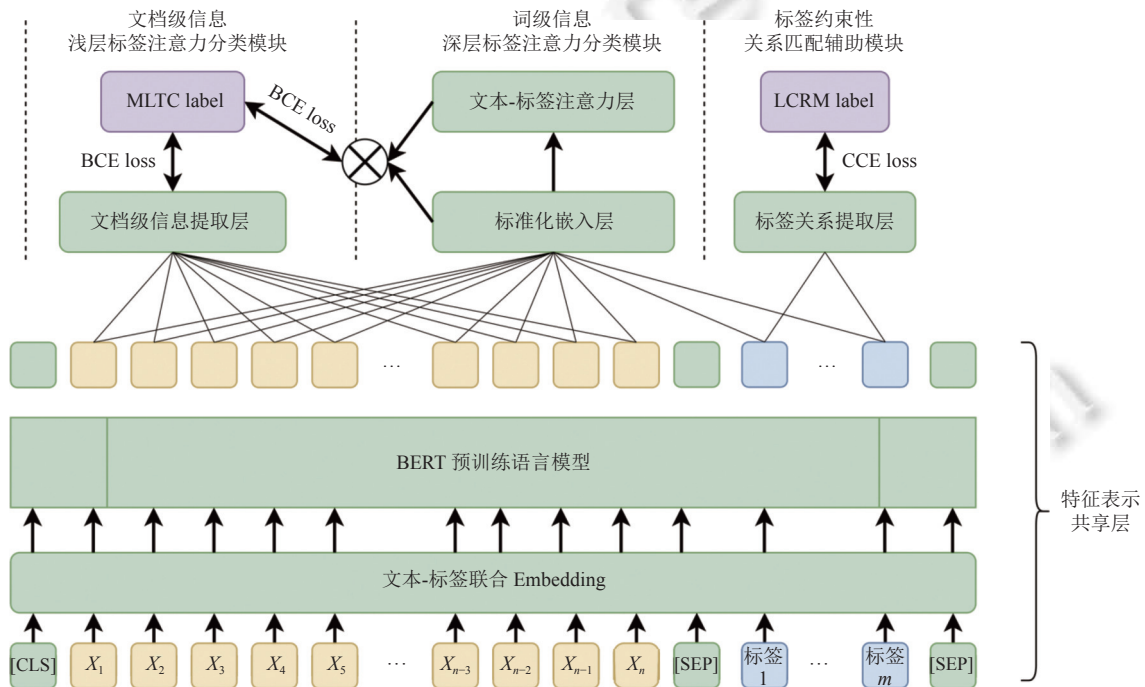 文档级信息
浅层标签注意力分类模块
词级信息
深层标签注意力分类模块
标签约束性
关系匹配辅助模块
MLTC label
BCE loss
文本-标签注意力层
LCRM label
BCE loss
CCE loss
文档级信息提取层
标准化嵌入层
标签关系提取层
… …
BERT 预训练语言模型
特征表示
共享层
文本-标签联合 Embedding
[CLS] X1 X2 X3 X4 X5 … Xn−3 Xn−2 Xn−1 Xn [SEP] 标签 1 … 标签 m [SEP]